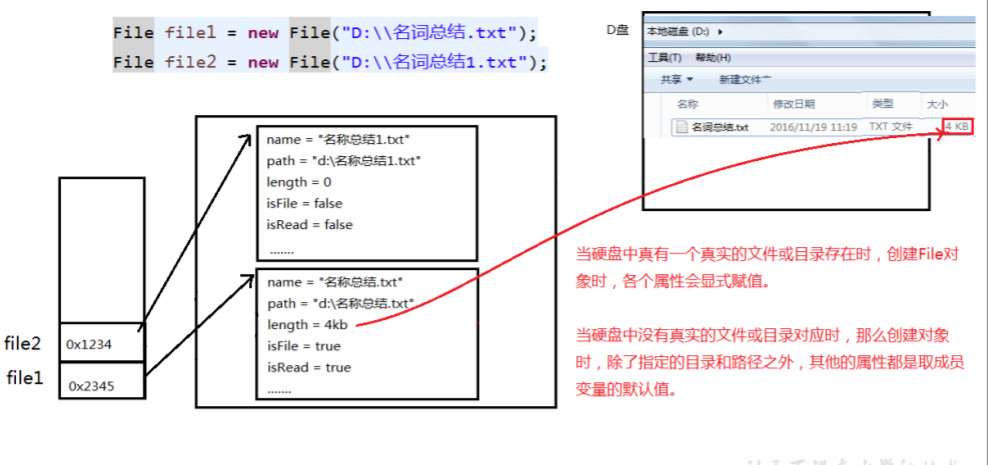 File file1 = new File("D:\\名词总结.txt");
File file2 = new File("D:\\名词总结1.txt");
D盘
本地磁盘 (D:)
工具(T) 帮助(H)
共享 新建文件
名称 修改日期 类型 大小
名词总结.txt 2016/11/19 11:19 TXT 文件 4 KB
name = "名称总结1.txt"
path = "d:\名称总结1.txt"
length = 0
isFile = false
isRead = false
.......
name = "名称总结.txt"
path = "d:\名称总结.txt"
length = 4kb
isFile = true
isRead = true
.......
file2 0x1234
file1 0x2345
当硬盘中真有一个真实的文件或目录存在时，创建File对
象时，各个属性会显式赋值。
当硬盘中没有真实的文件或目录对应时，那么创建对象
时，除了指定的目录和路径之外，其他的属性都是取成员
变量的默认值。